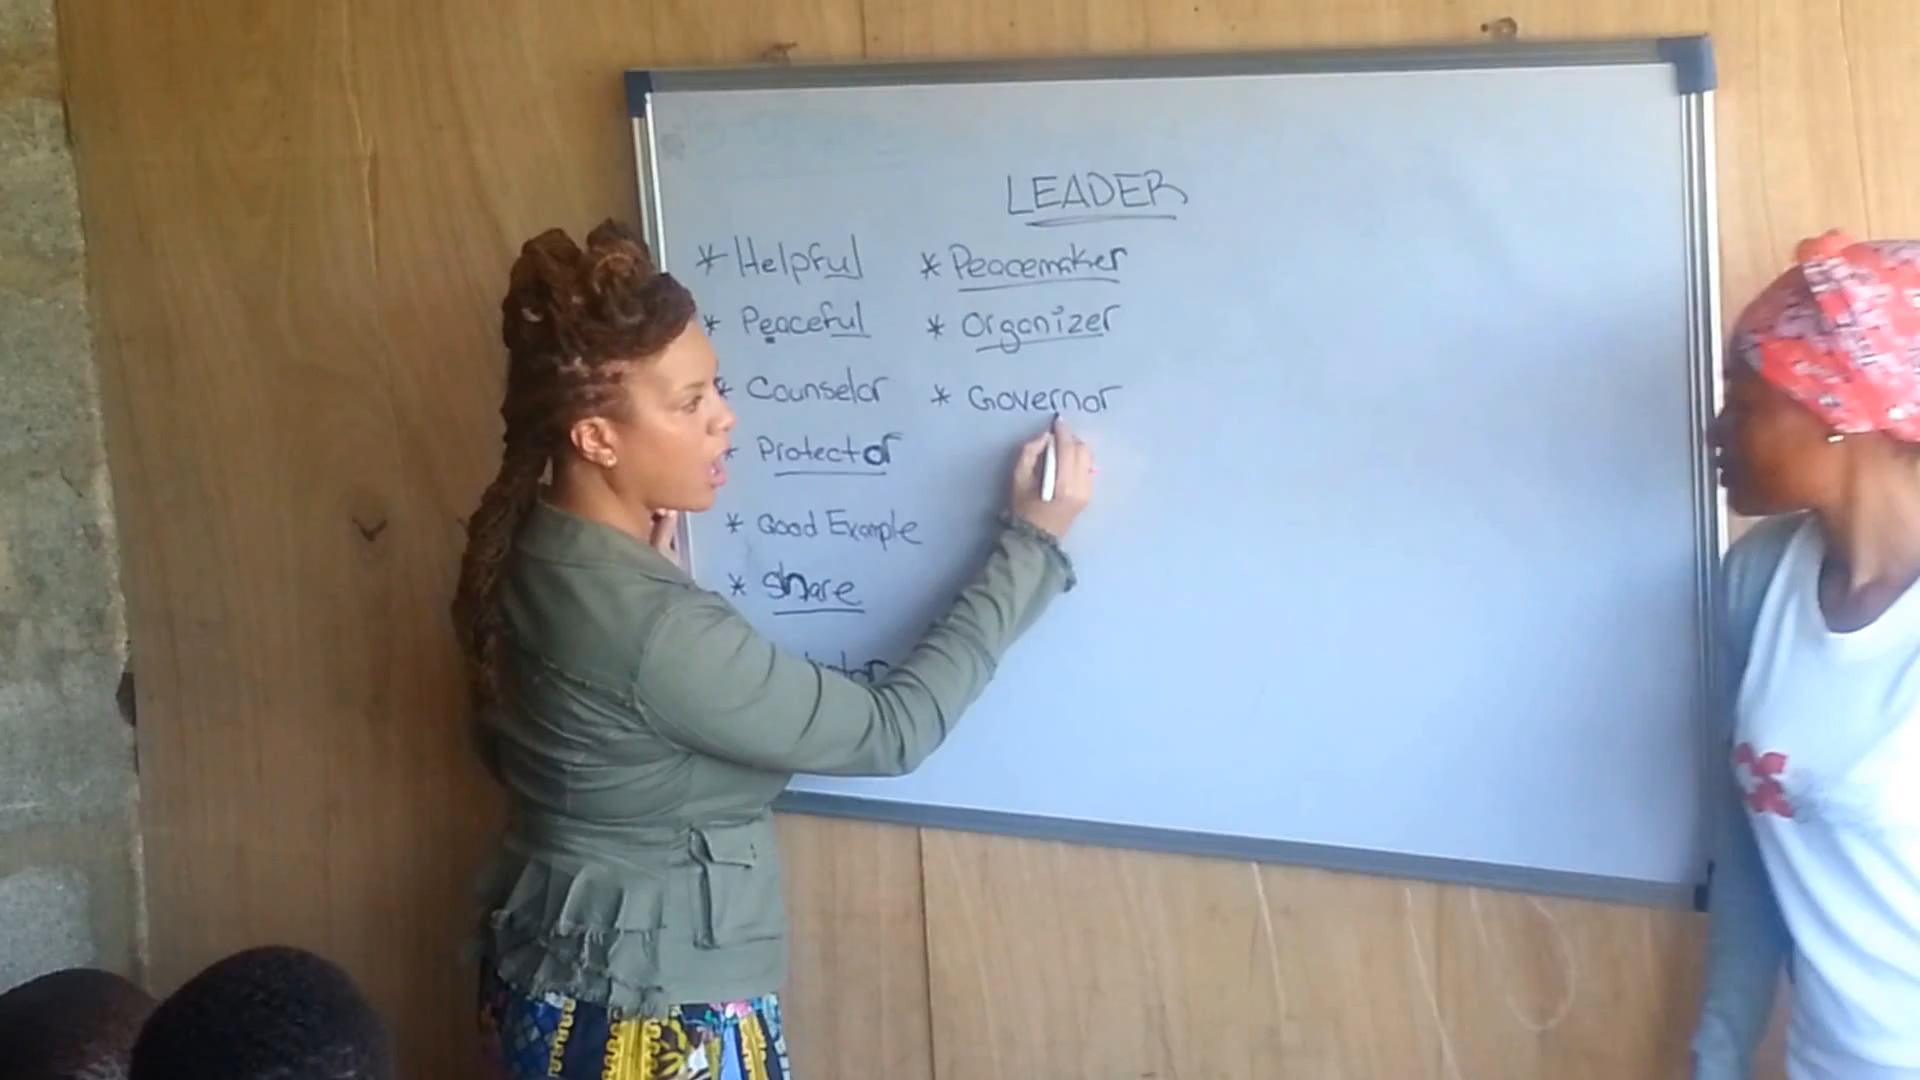 LEADER
* Helpful
* Peaceful
* Counselor
* Protector
* Good Example
* Share
* Peacemaker
* Organizer
* Governor